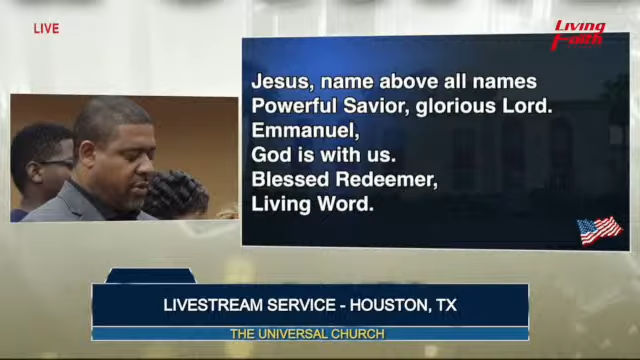 LIVE
Living
Faith
Jesus, name above all names
Powerful Savior, glorious Lord.
Emmanuel,
God is with us.
Blessed Redeemer,
Living Word.
LIVESTREAM SERVICE - HOUSTON, TX
THE UNIVERSAL CHURCH